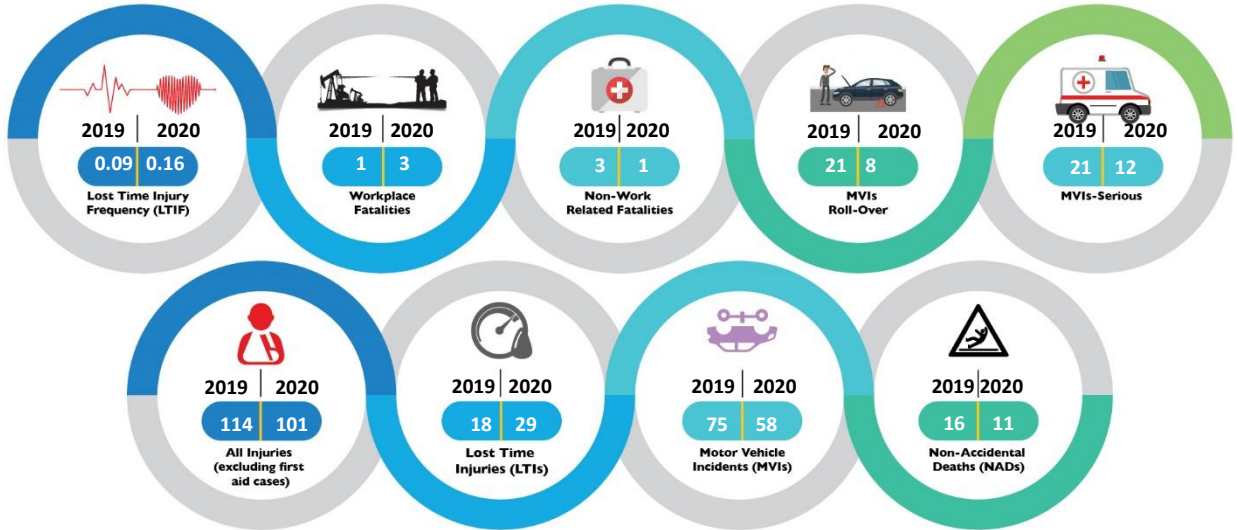 2019 2020
0.09 0.16
Lost Time Injury
Frequency (LTIF)
2019 2020
1 3
Workplace
Fatalities
2019 2020
3 1
Non-Work
Related Fatalities
2019 2020
21 8
MVIs
Roll-Over
2019 2020
21 12
MVIs-Serious
2019 2020
114 101
All Injuries
(excluding first
aid cases)
2019 2020
18 29
Lost Time
Injuries (LTIs)
2019 2020
75 58
Motor Vehicle
Incidents (MVIs)
2019 2020
16 11
Non-Accidental
Deaths (NADs)